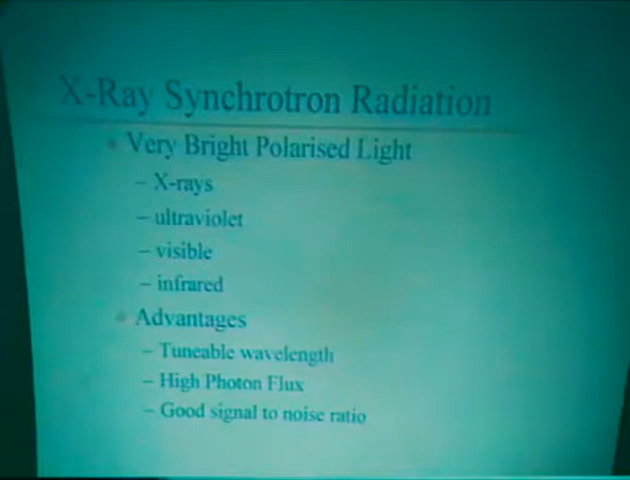 X-Ray Synchrotron Radiation
• Very Bright Polarised Light
– X-rays
– ultraviolet
– visible
– infrared
• Advantages
– Tuneable wavelength
– High Photon Flux
– Good signal to noise ratio